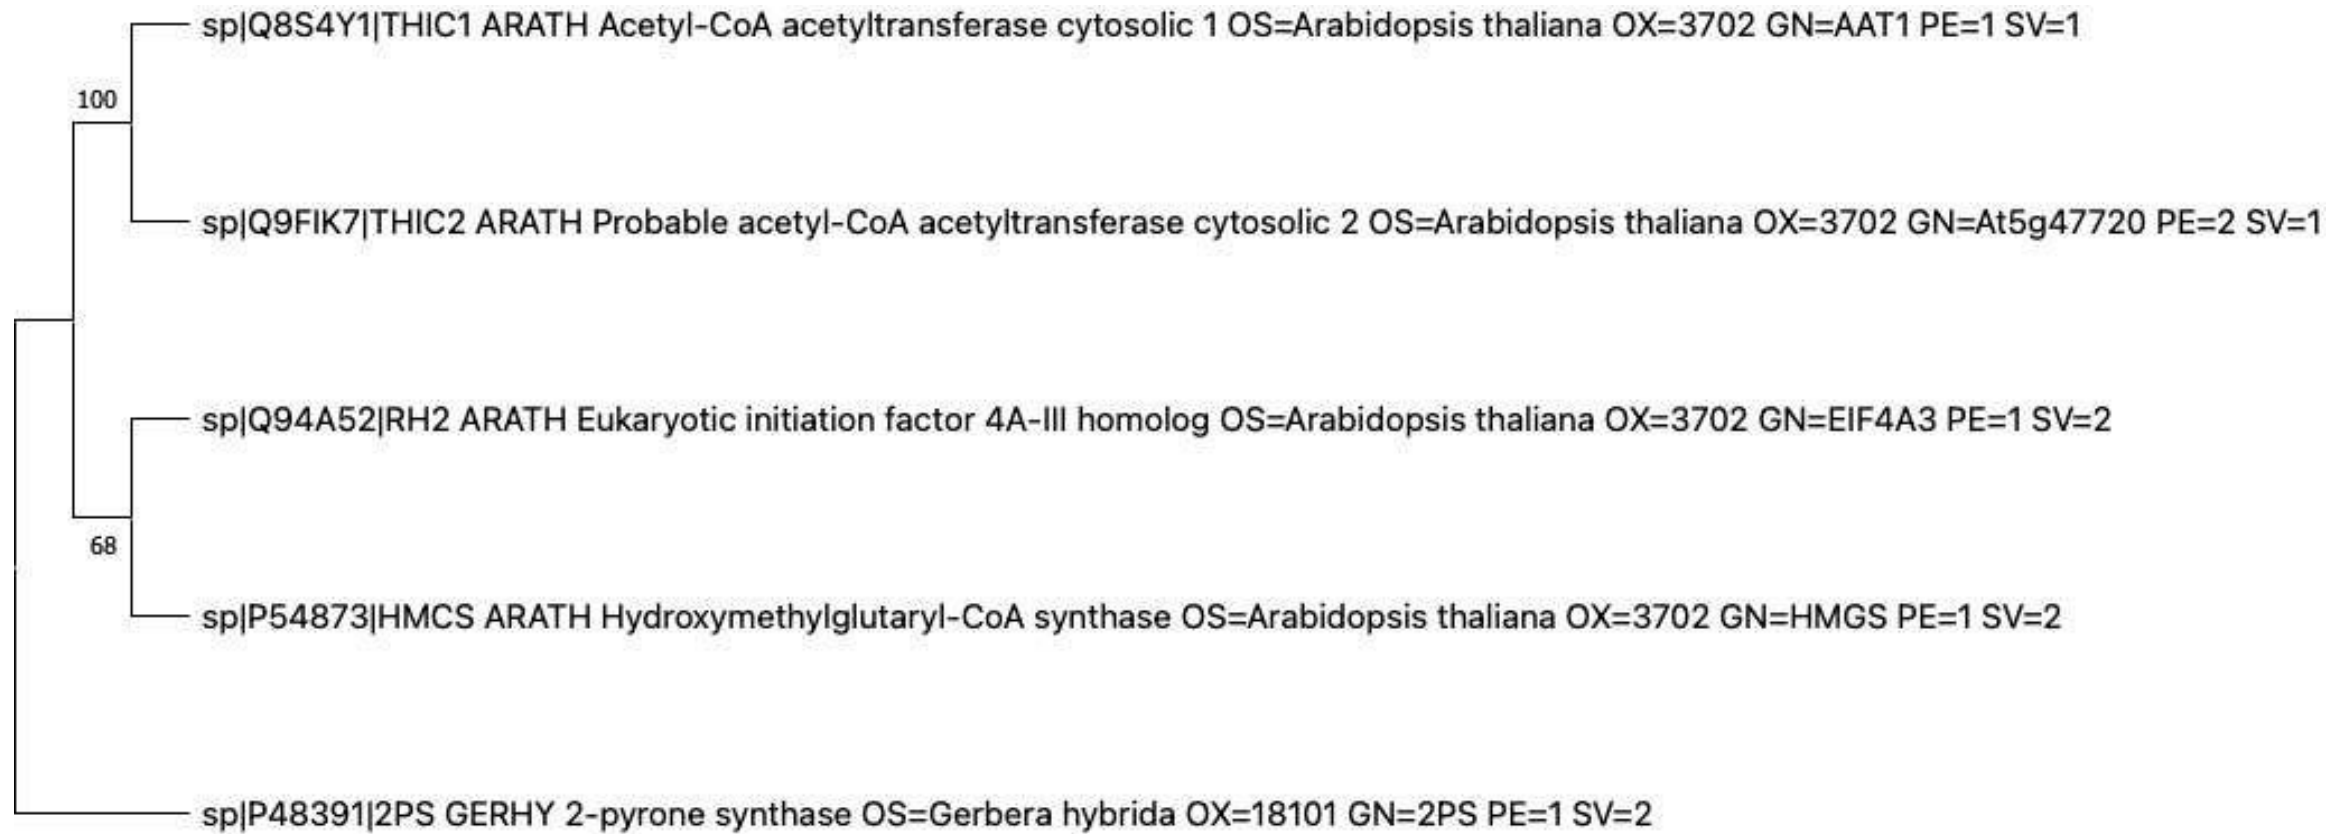 sp|Q8S4Y1|THIC1 ARATH Acetyl-CoA acetyltransferase cytosolic 1 OS=Arabidopsis thaliana OX=3702 GN=AAT1 PE=1 SV=1
100
sp|Q9FIK7|THIC2 ARATH Probable acetyl-CoA acetyltransferase cytosolic 2 OS=Arabidopsis thaliana OX=3702 GN=At5g47720 PE=2 SV=1
sp|Q94A52|RH2 ARATH Eukaryotic initiation factor 4A-III homolog OS=Arabidopsis thaliana OX=3702 GN=EIF4A3 PE=1 SV=2
68
sp|P54873|HMCS ARATH Hydroxymethylglutaryl-CoA synthase OS=Arabidopsis thaliana OX=3702 GN=HMGS PE=1 SV=2
sp|P48391|2PS GERHY 2-pyrone synthase OS=Gerbera hybrida OX=18101 GN=2PS PE=1 SV=2